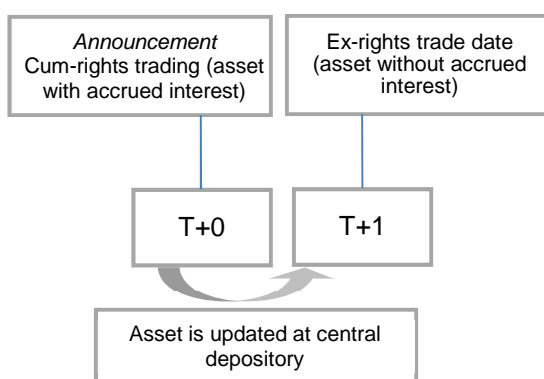 Announcement
Cum-rights trading (asset
with accrued interest)
Ex-rights trade date
(asset without accrued
interest)
T+0
T+1
Asset is updated at central
depository